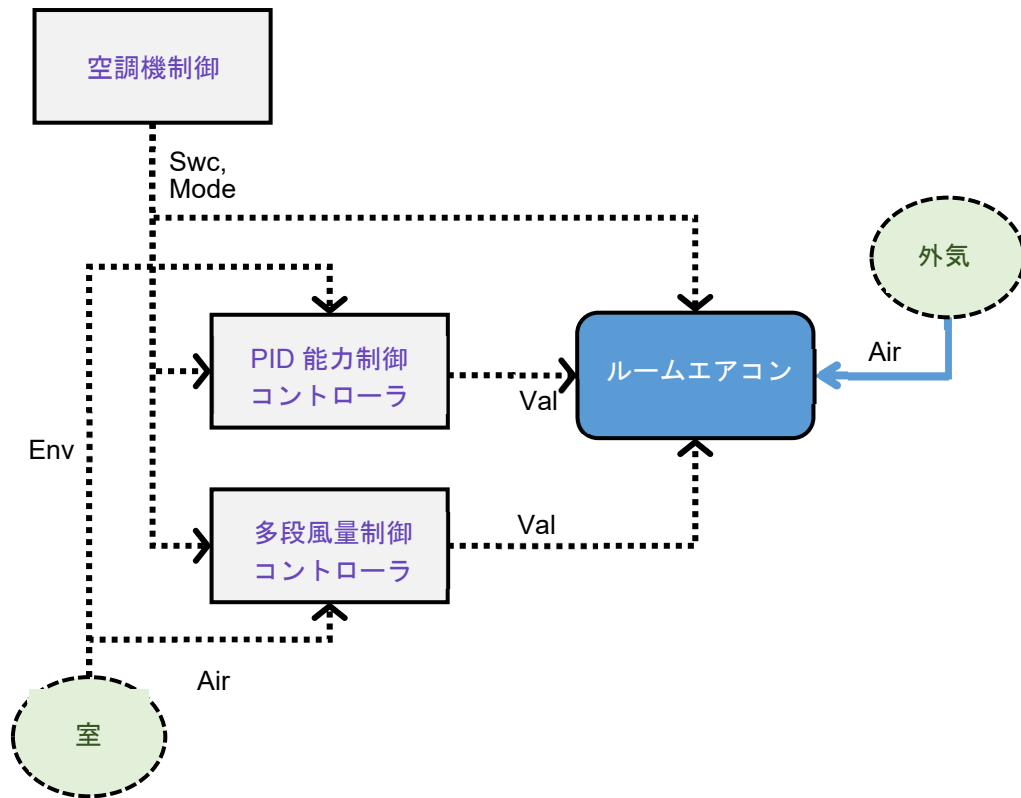 空調機制御
Swc,
Mode
外気
Air
PID 能力制御
コントローラ
ルームエアコン
Val
Env
多段風量制御
コントローラ
Val
Air
室